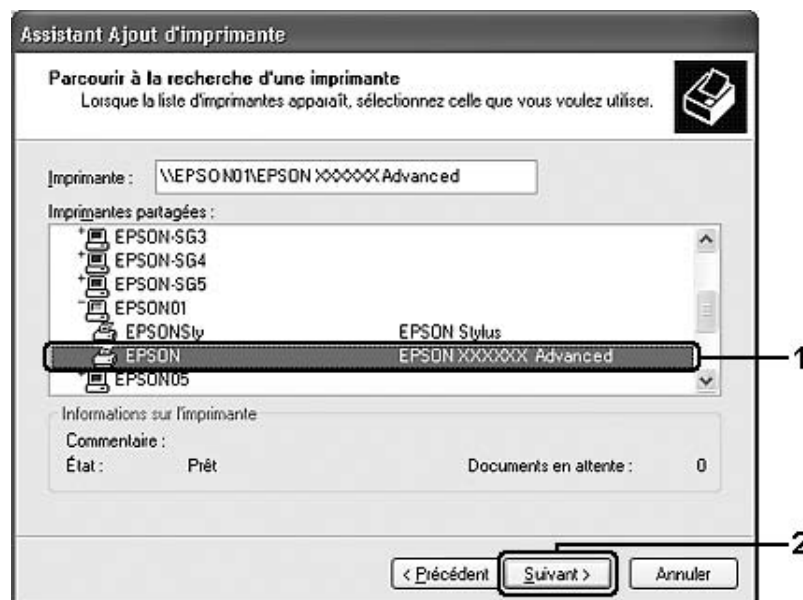 Assistant Ajout d'imprimante
Parcourir à la recherche d'une imprimante
Lorsque la liste d'imprimantes apparaît, sélectionnez celle que vous voulez utiliser.
Imprimante : \\EPSON01\EPSON XXXXXX Advanced
Imprimantes partagées :
EPSON-SG3
EPSON-SG4
EPSON-SG5
EPSON01
EPSONSty EPSON Stylus
EPSON EPSON XXXXXX Advanced 1
EPSON05
Informations sur l'imprimante
Commentaire :
État : Prêt Documents en attente : 0
2
< Précédent Suivant > Annuler